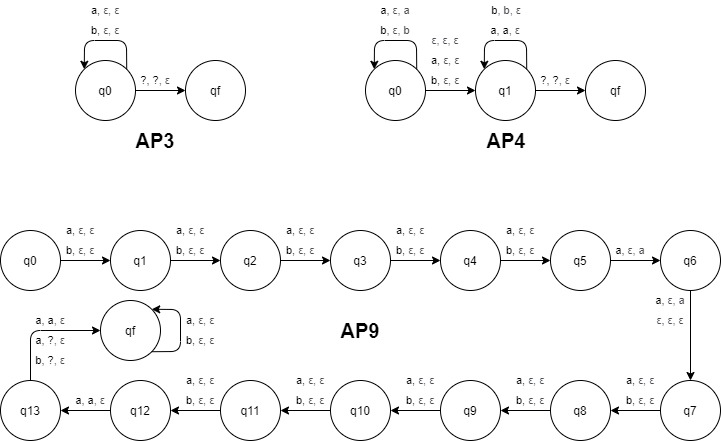 a, ε, ε
b, ε, ε
q0
?, ?, ε
qf
AP3
a, ε, a
b, ε, b
q0
ε, ε, ε
a, ε, ε
b, ε, ε
b, b, ε
a, a, ε
q1
?, ?, ε
qf
AP4
q0
a, ε, ε
b, ε, ε
q1
a, ε, ε
b, ε, ε
q2
a, ε, ε
b, ε, ε
q3
a, ε, ε
b, ε, ε
q4
a, ε, ε
b, ε, ε
q5
a, ε, a
q6
a, ε, a
ε, ε, ε
AP9
qf
a, ε, ε
b, ε, ε
a, a, ε
a, ?, ε
b, ?, ε
q13
a, a, ε
q12
a, ε, ε
b, ε, ε
q11
a, ε, ε
b, ε, ε
q10
a, ε, ε
b, ε, ε
q9
a, ε, ε
b, ε, ε
q8
a, ε, ε
b, ε, ε
q7